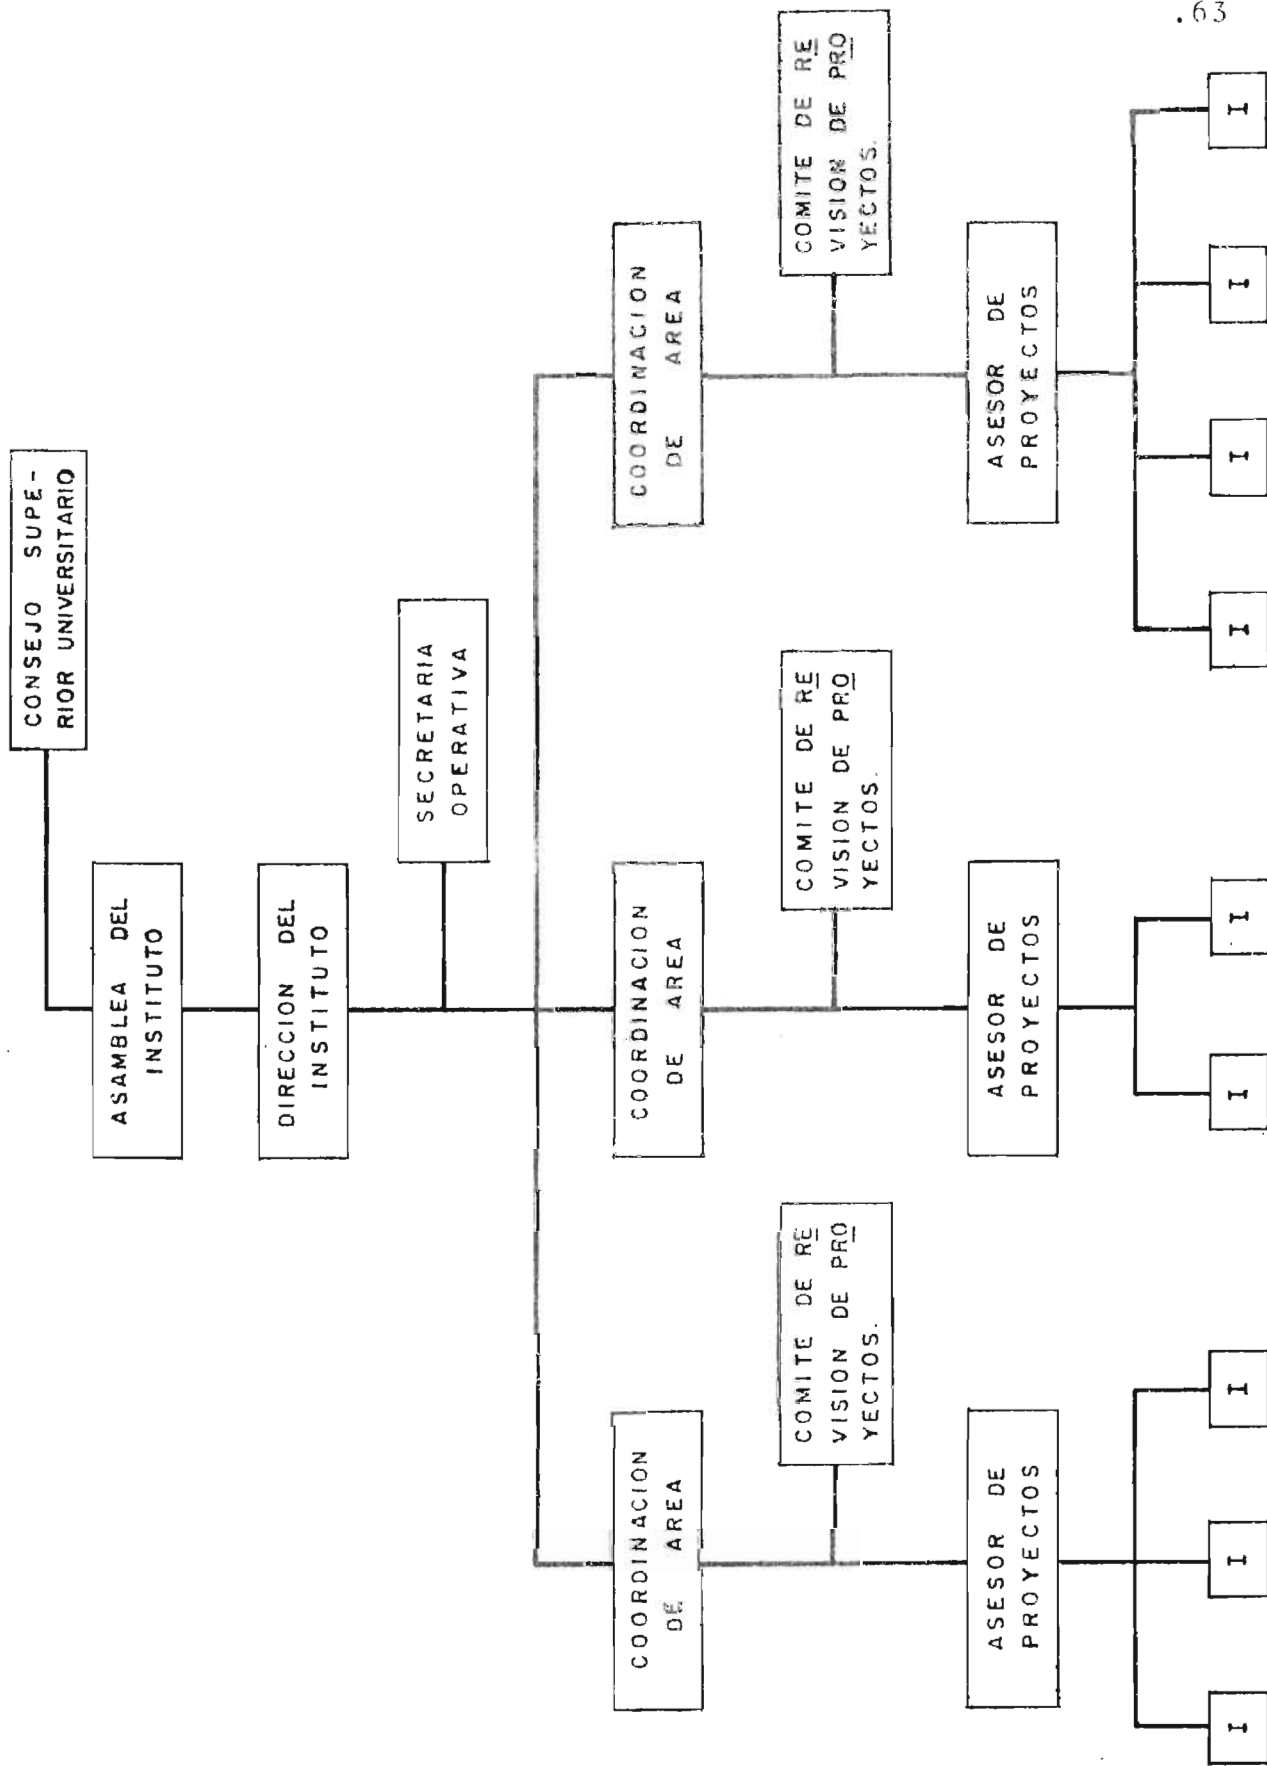 .63
CONSEJO SUPE-
RIOR UNIVERSITARIO
ASAMBLEA DEL
INSTITUTO
DIRECCION DEL
INSTITUTO
SECRETARIA
OPERATIVA
COORDINACION
DE AREA
COORDINACION
DE AREA
COORDINACION
DE AREA
COMITE DE RE
VISION DE PRO
YECTOS.
COMITE DE RE
VISION DE PRO
YECTOS.
COMITE DE RE
VISION DE PRO
YECTOS.
ASESOR DE
PROYECTOS
ASESOR DE
PROYECTOS
ASESOR DE
PROYECTOS
I
I
I
I
I
I
I
I
I